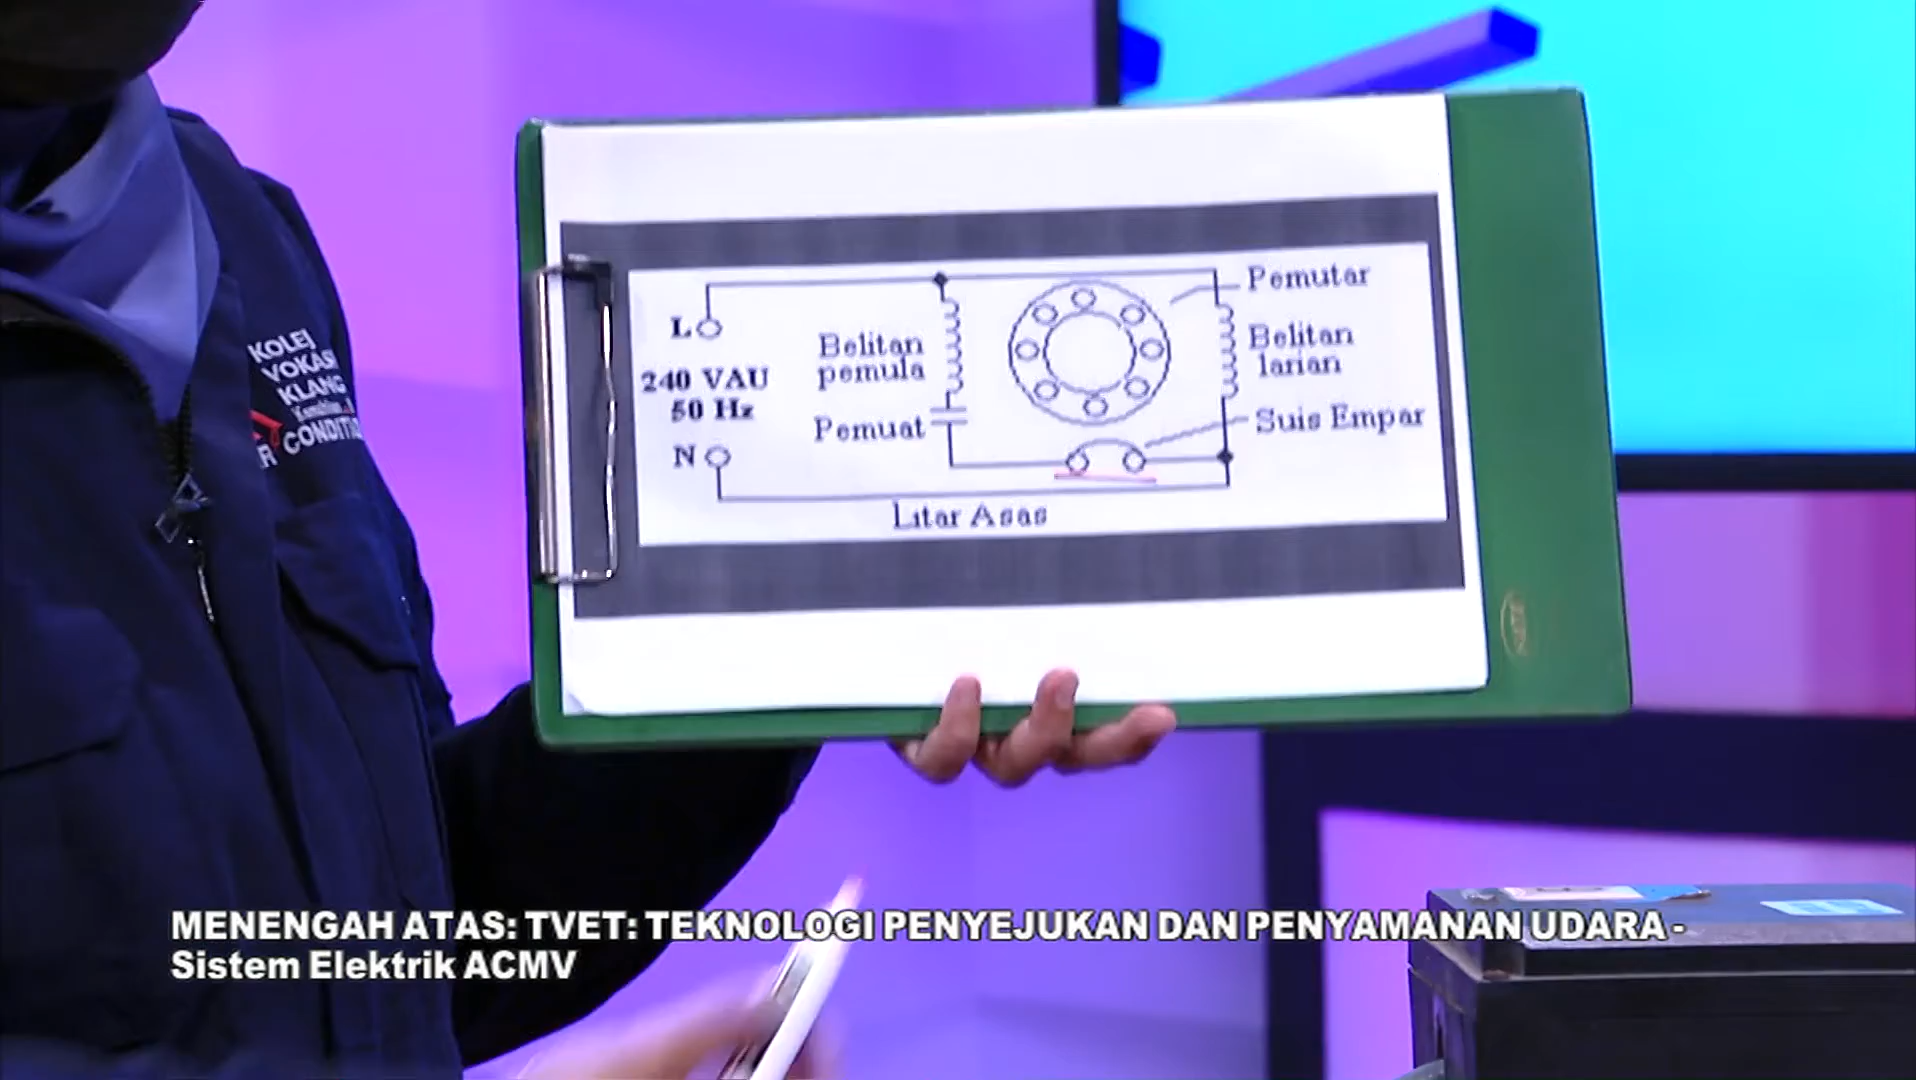 KOLEJ
VOKAS
KLANG
R CONDITI
Pemutar
L
Belitan
pemula
Belitan
larian
240 VAU
50 Hz
Pemuat
Suis Empar
N
Litar Asas
MENENGAH ATAS: TVET: TEKNOLOGI PENYEJUKAN DAN PENYAMANAN UDARA -
Sistem Elektrik ACMV